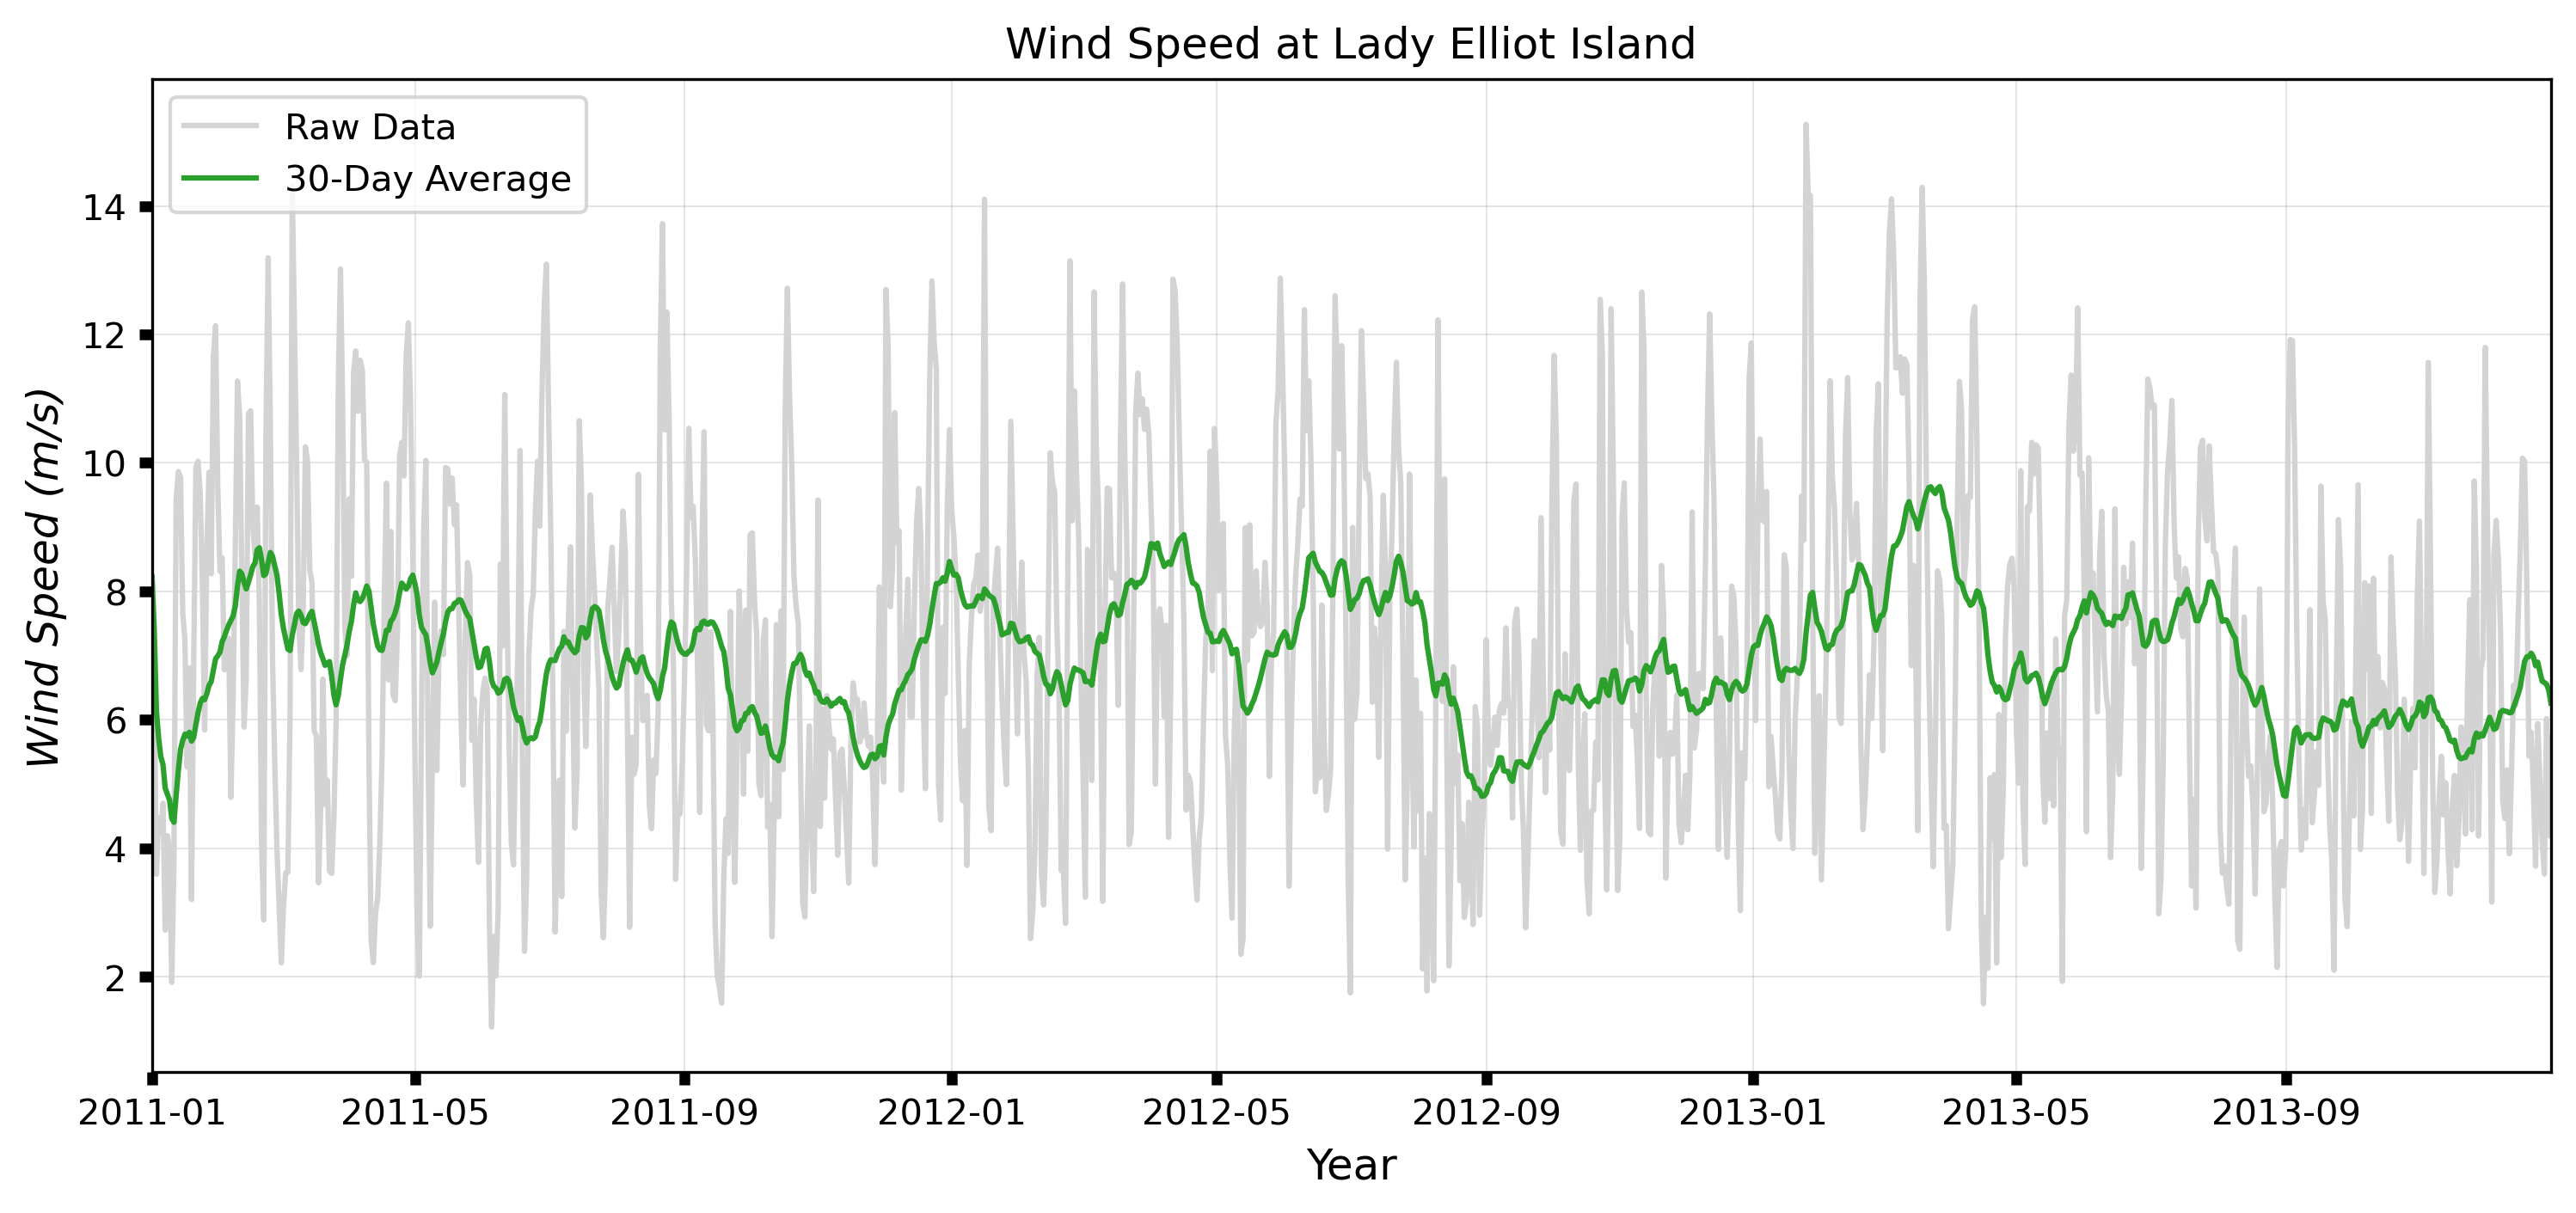 Wind Speed at Lady Elliot Island
Raw Data
30-Day Average
14
12
10
8
6
4
2
Wind Speed (m/s)
2011-01 2011-05 2011-09 2012-01 2012-05 2012-09 2013-01 2013-05 2013-09
Year